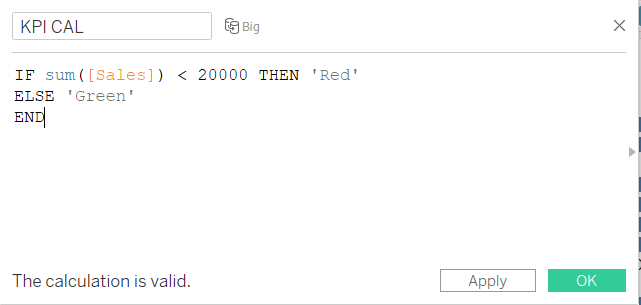 KPI CAL Big
IF sum([Sales]) < 20000 THEN 'Red'
ELSE 'Green'
END
The calculation is valid. Apply OK